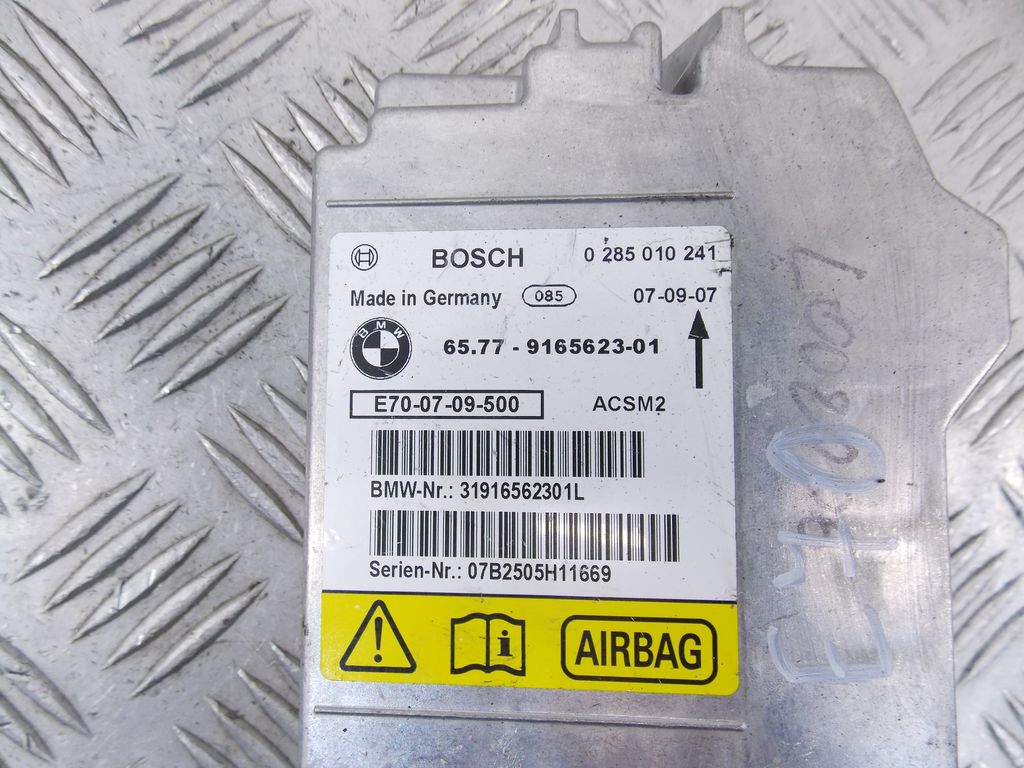 BOSCH 0 285 010 241
Made in Germany 085 07-09-07
BMW
65.77 - 9165623-01
E70-07-09-500 ACSM2
BMW-Nr.: 31916562301L
Serien-Nr.: 07B2505H11669
AIRBAG
E70
2007